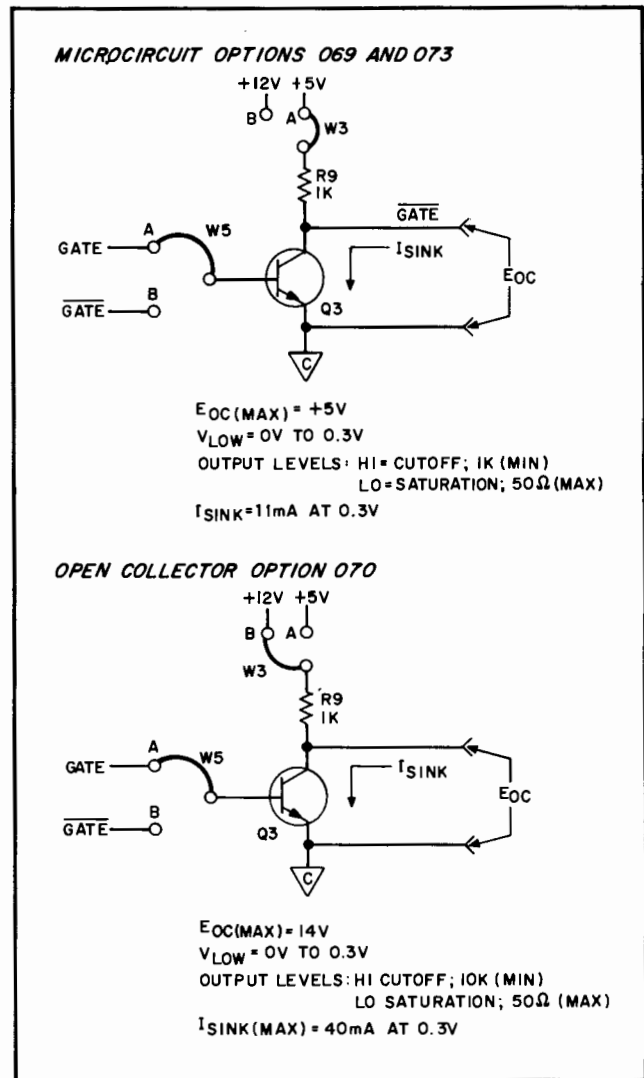 MICROCIRCUIT OPTIONS 069 AND 073
+12V +5V
B A
W3
R9
1K
G̅A̅T̅E̅
A
W5
GATE
ISINK
EOC
B
G̅A̅T̅E̅
Q3
C
EOC(MAX) = +5V
VLOW = 0V TO 0.3V
OUTPUT LEVELS: HI = CUTOFF; 1K (MIN)
LO = SATURATION; 50Ω (MAX)
ISINK = 11mA AT 0.3V
OPEN COLLECTOR OPTION 070
+12V +5V
B A
W3
R9
1K
A
W5
GATE
ISINK
EOC
B
G̅A̅T̅E̅
Q3
C
EOC(MAX) = 14V
VLOW = 0V TO 0.3V
OUTPUT LEVELS: HI CUTOFF; 10K (MIN)
LO SATURATION; 50Ω (MAX)
ISINK(MAX) = 40mA AT 0.3V